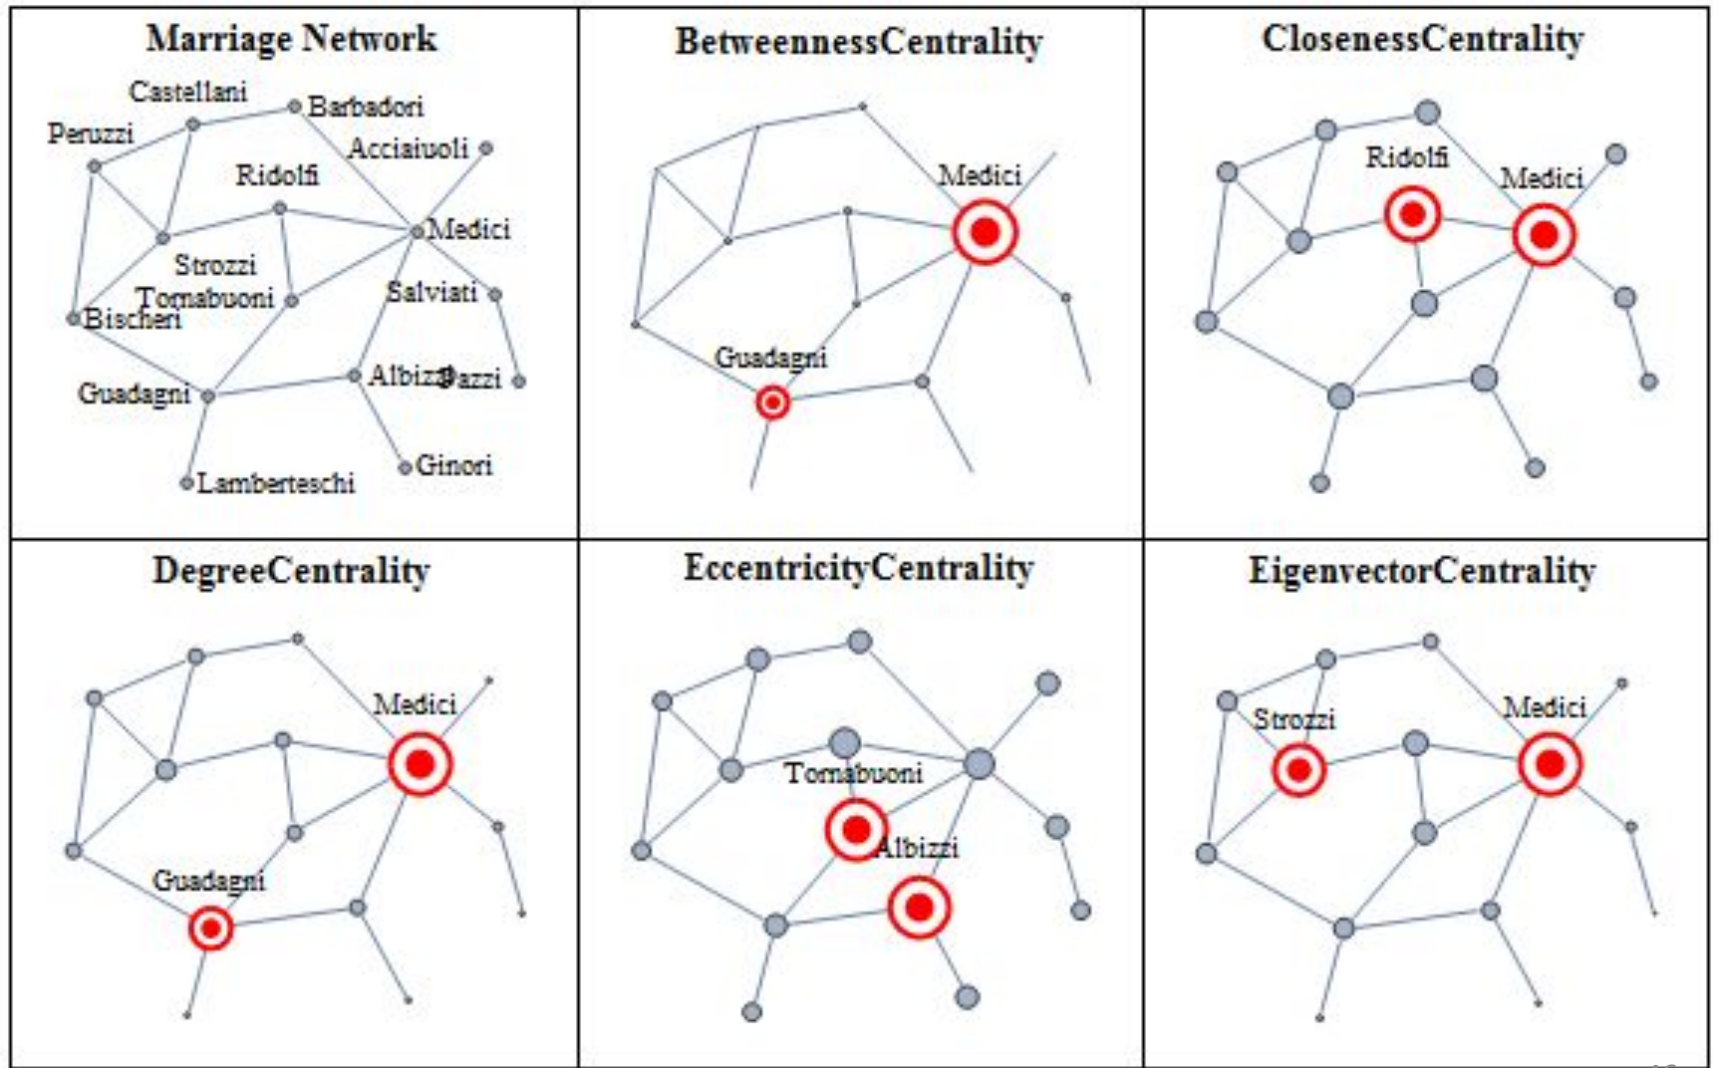 Marriage Network
Castellani
Barbadori
Peruzzi
Acciaiuoli
Ridolfi
Medici
Strozzi
Tornabuoni
Salviati
Bischeri
Albizzi
Pazzi
Guadagni
Ginori
Lamberteschi
BetweennessCentrality
Medici
Guadagni
ClosenessCentrality
Ridolfi
Medici
DegreeCentrality
Medici
Guadagni
EccentricityCentrality
Tornabuoni
Albizzi
EigenvectorCentrality
Strozzi
Medici